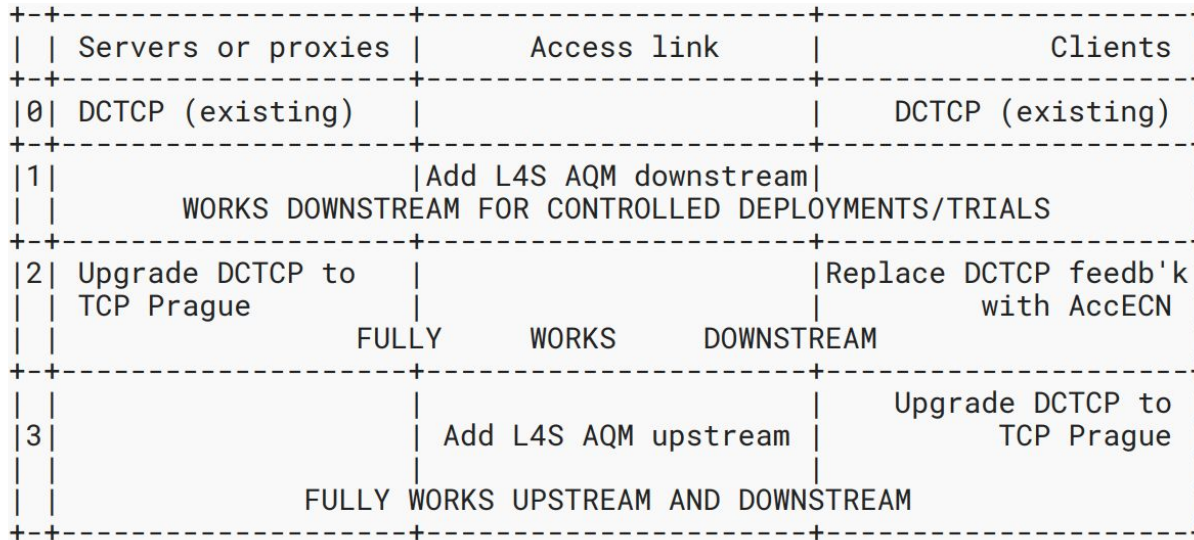 +-+--------------------+----------------------+---------------------
| | Servers or proxies |      Access link     |             Clients
+-+--------------------+----------------------+---------------------
|0| DCTCP (existing)   |                      |    DCTCP (existing)
+-+--------------------+----------------------+---------------------
|1|                    |Add L4S AQM downstream|
| |       WORKS DOWNSTREAM FOR CONTROLLED DEPLOYMENTS/TRIALS
+-+--------------------+----------------------+---------------------
|2| Upgrade DCTCP to   |                      |Replace DCTCP feedb'k
| | TCP Prague         |                      |         with AccECN
| |                 FULLY     WORKS     DOWNSTREAM
+-+--------------------+----------------------+---------------------
| |                    |                      |    Upgrade DCTCP to
|3|                    | Add L4S AQM upstream |          TCP Prague
| |                    |                      |
| |              FULLY WORKS UPSTREAM AND DOWNSTREAM
+-+--------------------+----------------------+---------------------